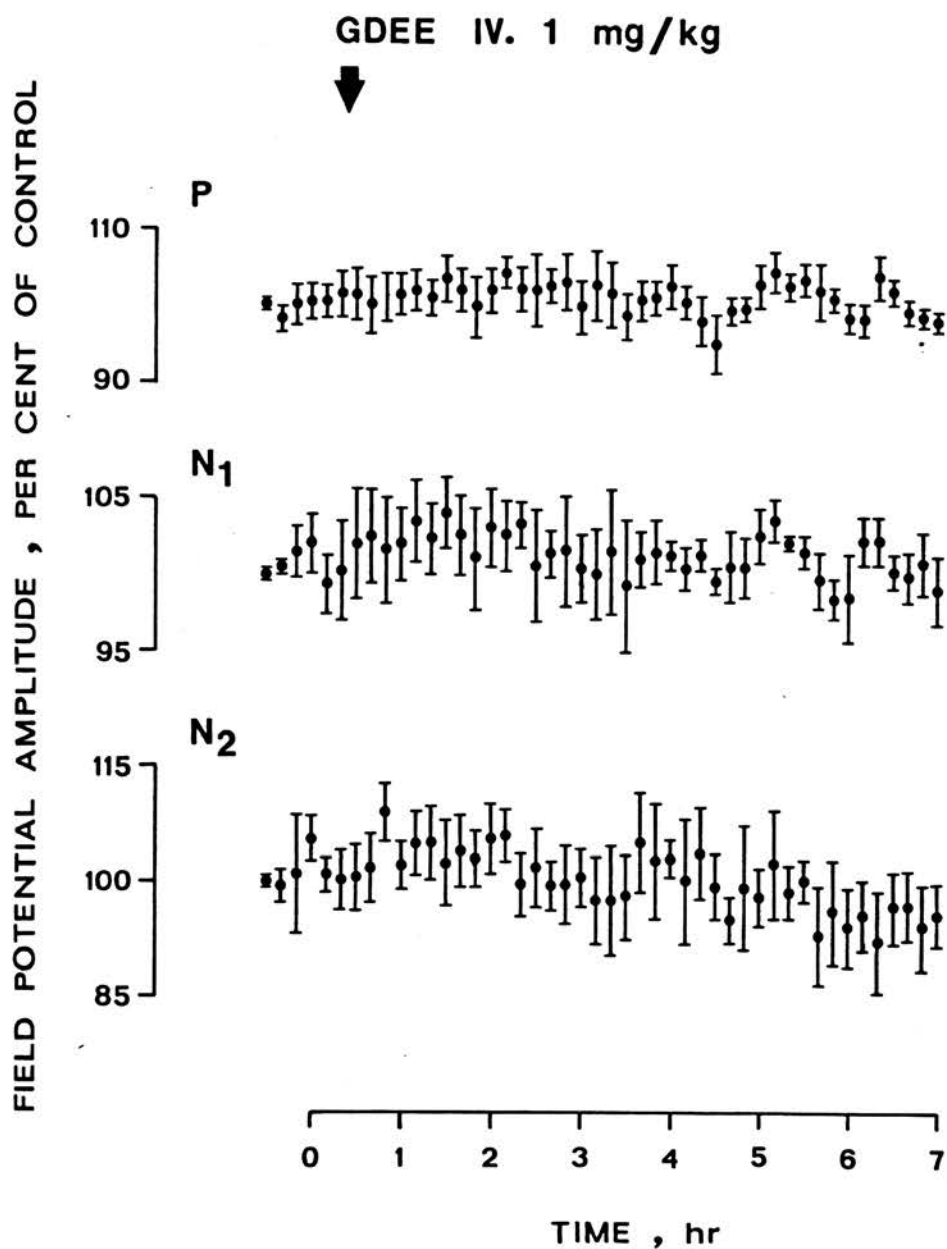 GDEE IV. 1 mg/kg
FIELD POTENTIAL AMPLITUDE , PER CENT OF CONTROL
P
110
90
N1
105
95
N2
115
100
85
0 1 2 3 4 5 6 7
TIME , hr